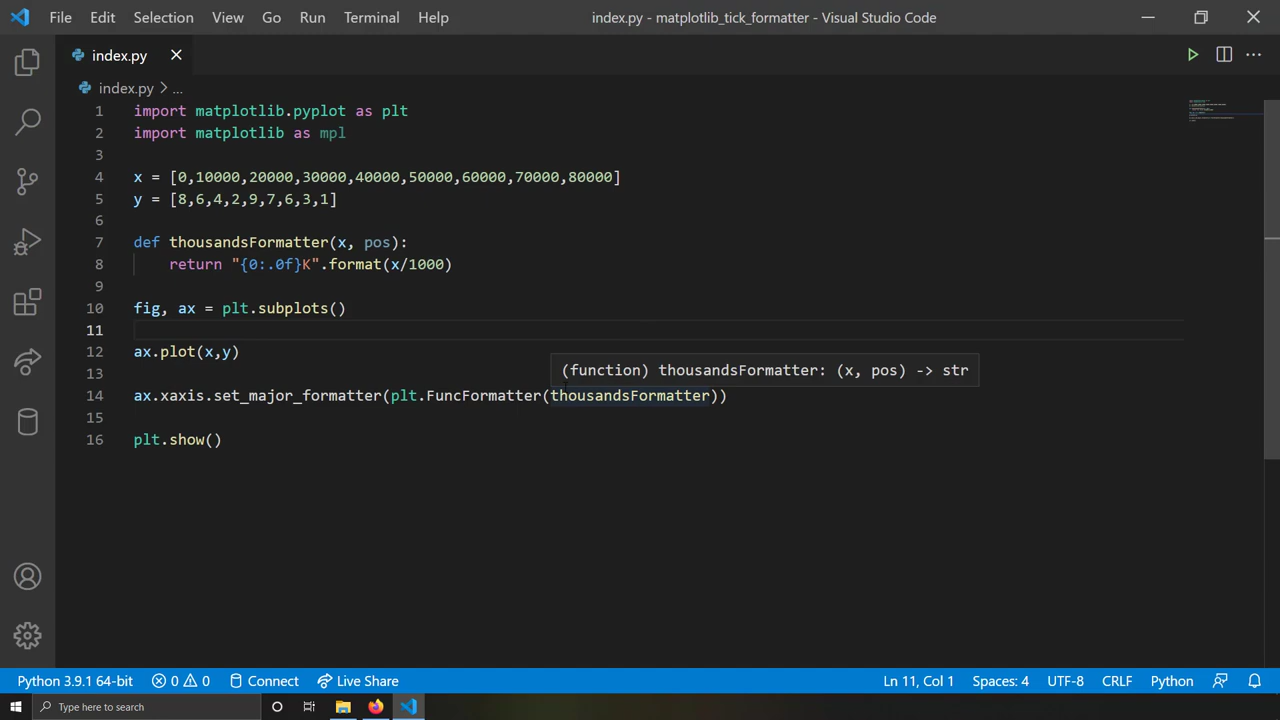 File Edit Selection View Go Run Terminal Help index.py - matplotlib_tick_formatter - Visual Studio Code
index.py
index.py > ...
1 import matplotlib.pyplot as plt
2 import matplotlib as mpl
3
4 x = [0,10000,20000,30000,40000,50000,60000,70000,80000]
5 y = [8,6,4,2,9,7,6,3,1]
6
7 def thousandsFormatter(x, pos):
8     return "{0:.0f}K".format(x/1000)
9
10 fig, ax = plt.subplots()
11
12 ax.plot(x,y)
(function) thousandsFormatter: (x, pos) -> str
13
14 ax.xaxis.set_major_formatter(plt.FuncFormatter(thousandsFormatter))
15
16 plt.show()
Python 3.9.1 64-bit 0 0 Connect Live Share Ln 11, Col 1 Spaces: 4 UTF-8 CRLF Python
Type here to search